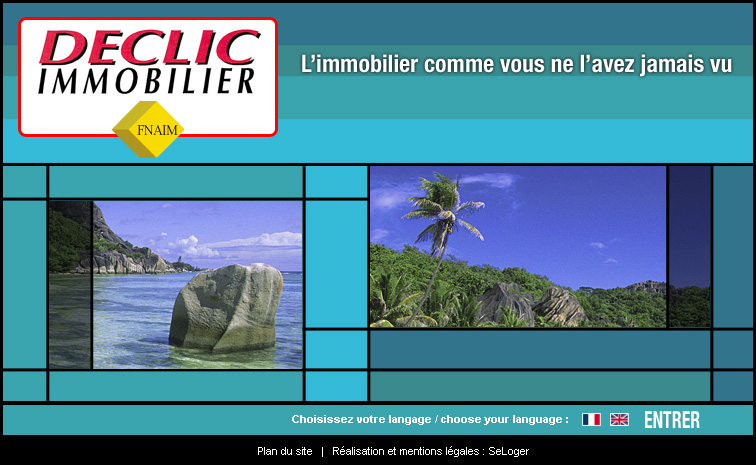 DECLIC
IMMOBILIER
FNAIM
L'immobilier comme vous ne l'avez jamais vu
Choisissez votre langage / choose your language :
ENTRER
Plan du site | Réalisation et mentions légales : SeLoger